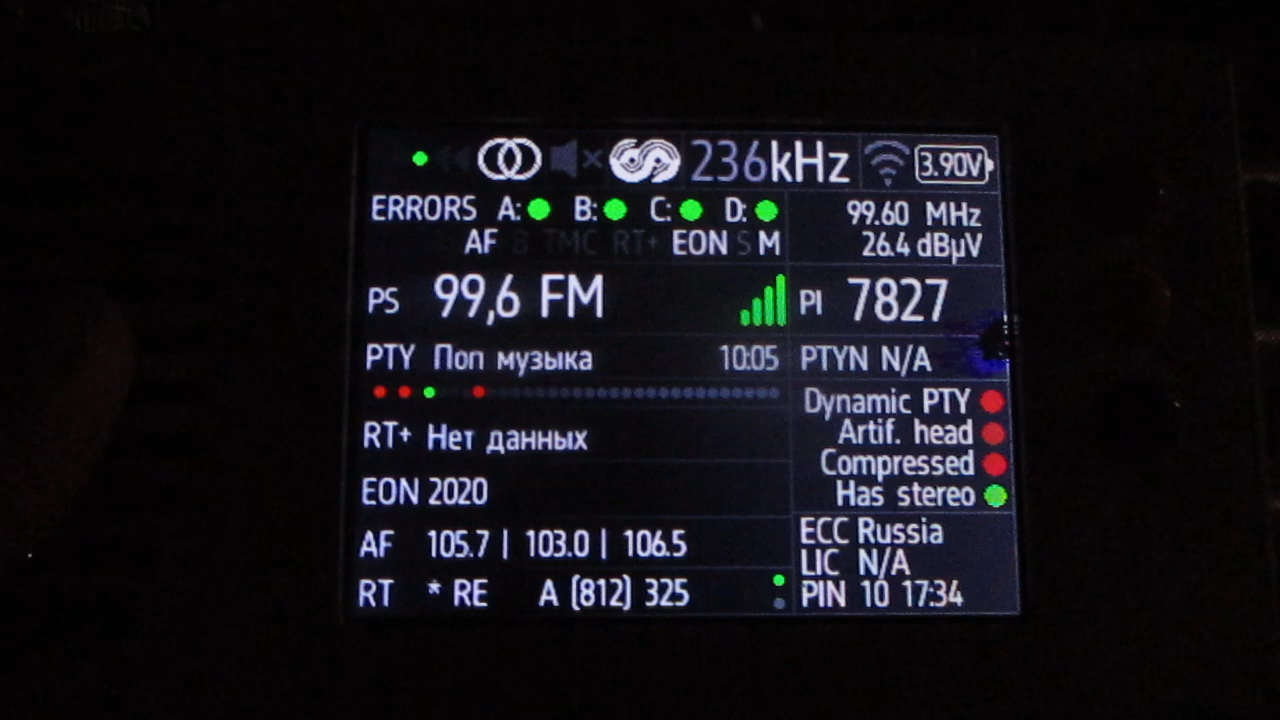 236kHz 3.90V
ERRORS A: B: C: D:
AF B TMC RT+ EON S M
99.60 MHz
26.4 dBµV
PS 99,6 FM
PI 7827
PTY Поп музыка 10:05
PTYN N/A
Dynamic PTY
Artif. head
Compressed
Has stereo
RT+ Нет данных
EON 2020
AF 105.7 | 103.0 | 106.5
RT * RE A (812) 325
ECC Russia
LIC N/A
PIN 10 17:34